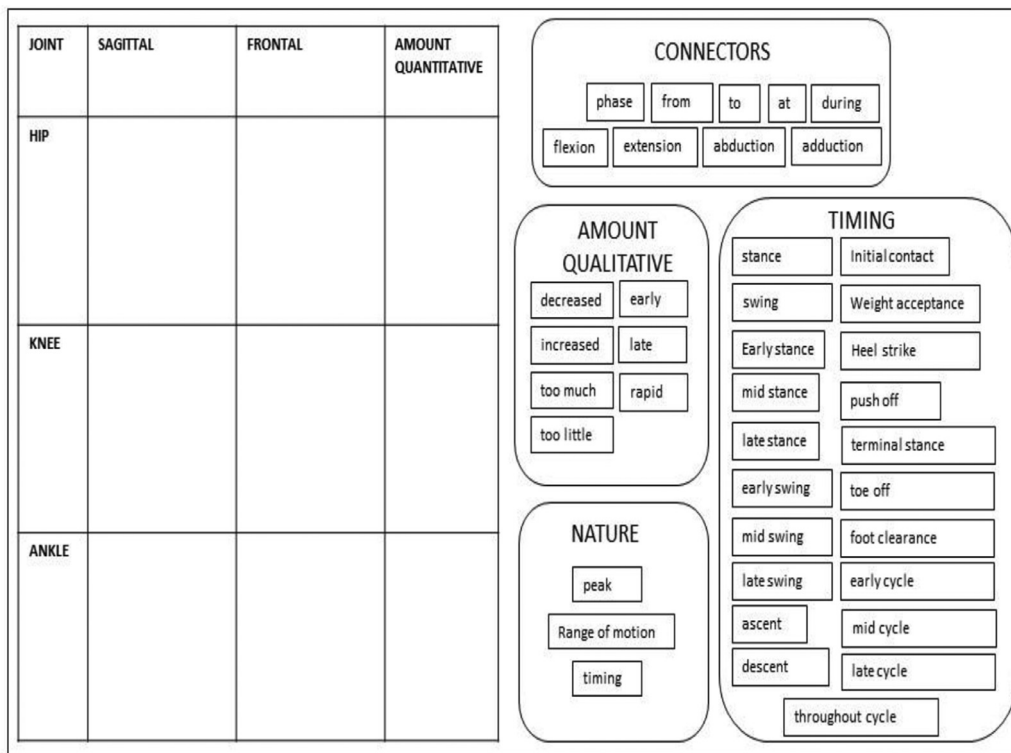 JOINT SAGITTAL FRONTAL AMOUNT
QUANTITATIVE
HIP
KNEE
ANKLE
CONNECTORS
phase from to at during
flexion extension abduction adduction
AMOUNT
QUALITATIVE
decreased early
increased late
too much rapid
too little
NATURE
peak
Range of motion
timing
TIMING
stance Initial contact
swing Weight acceptance
Early stance Heel strike
mid stance push off
late stance terminal stance
early swing toe off
mid swing foot clearance
late swing early cycle
ascent mid cycle
descent late cycle
throughout cycle